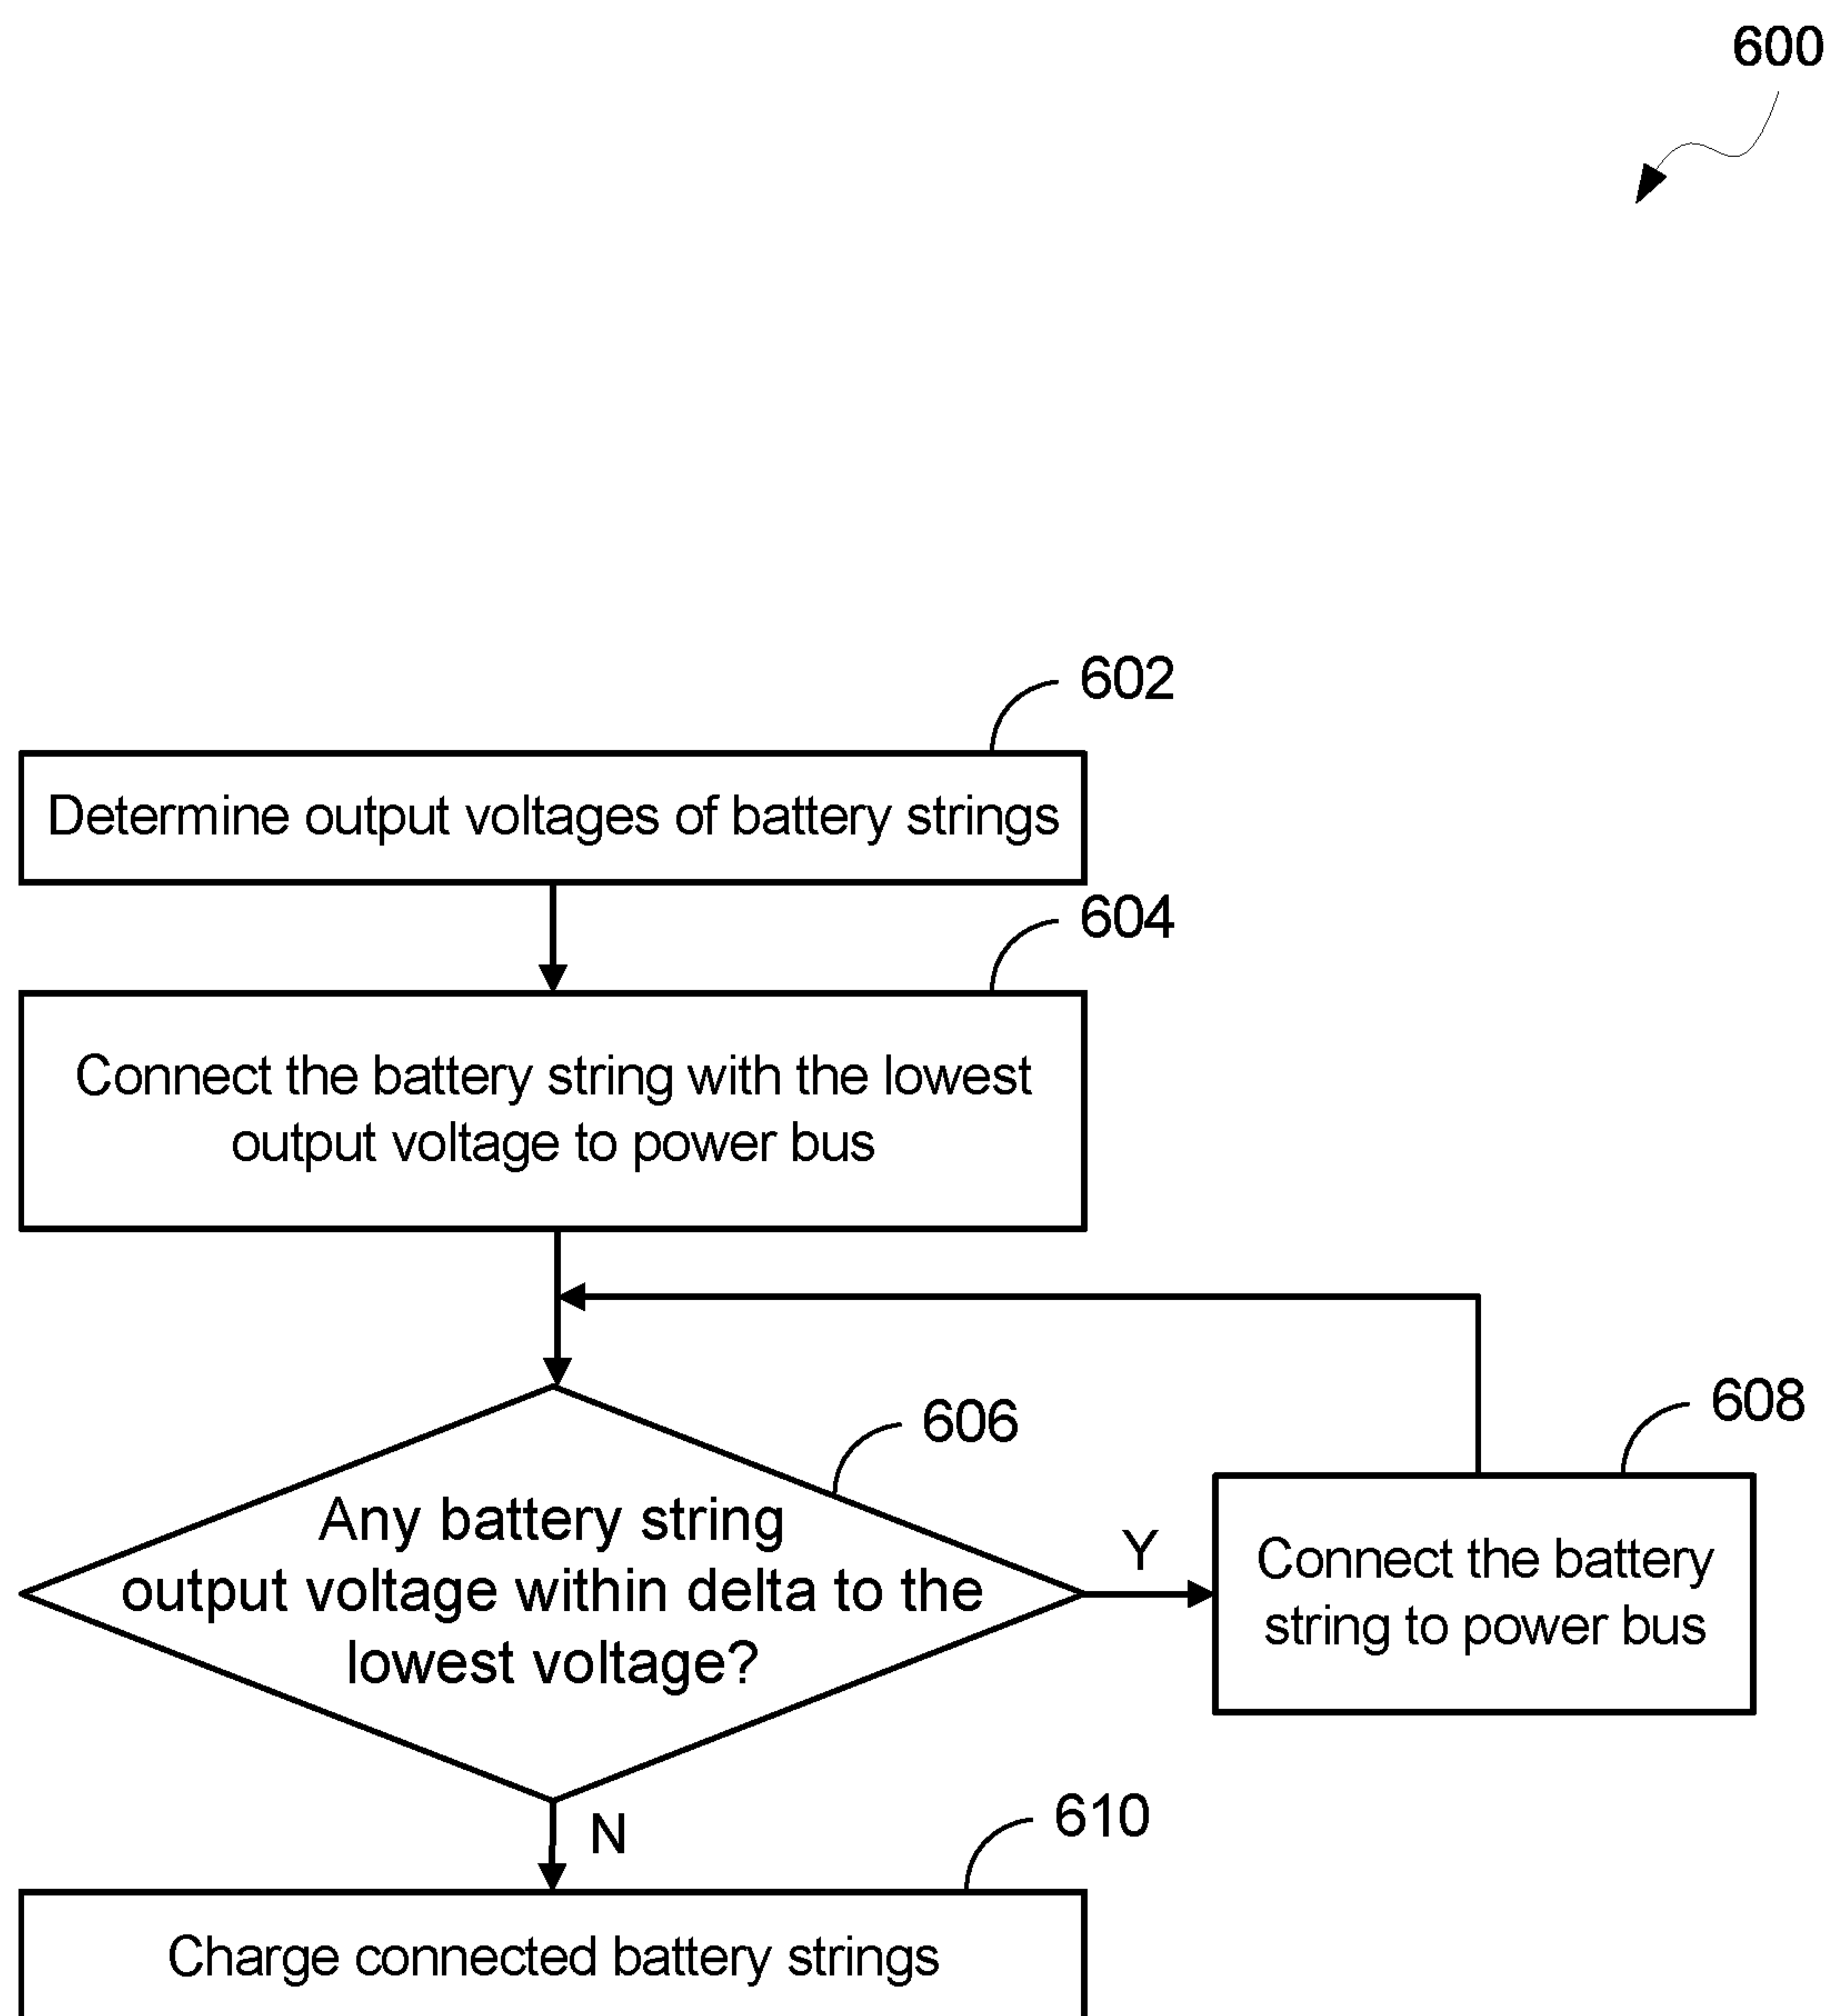 600
602
Determine output voltages of battery strings
604
Connect the battery string with the lowest
output voltage to power bus
606
608
Any battery string
output voltage within delta to the
lowest voltage?
Y
Connect the battery
string to power bus
N
610
Charge connected battery strings